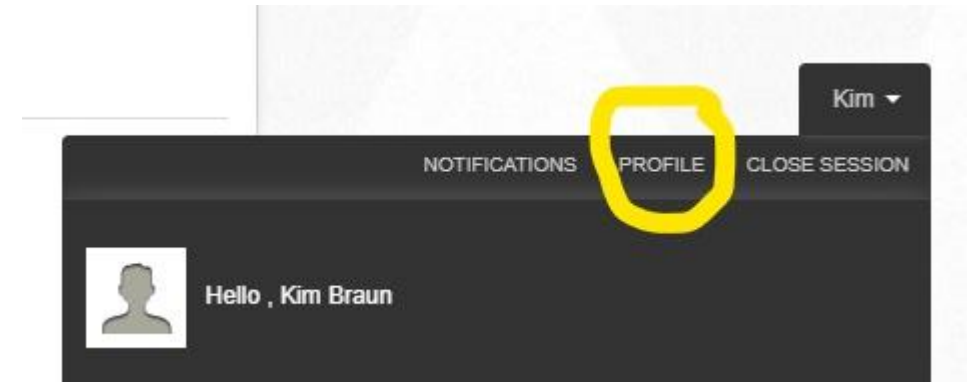 Kim
NOTIFICATIONS PROFILE CLOSE SESSION
Hello , Kim Braun